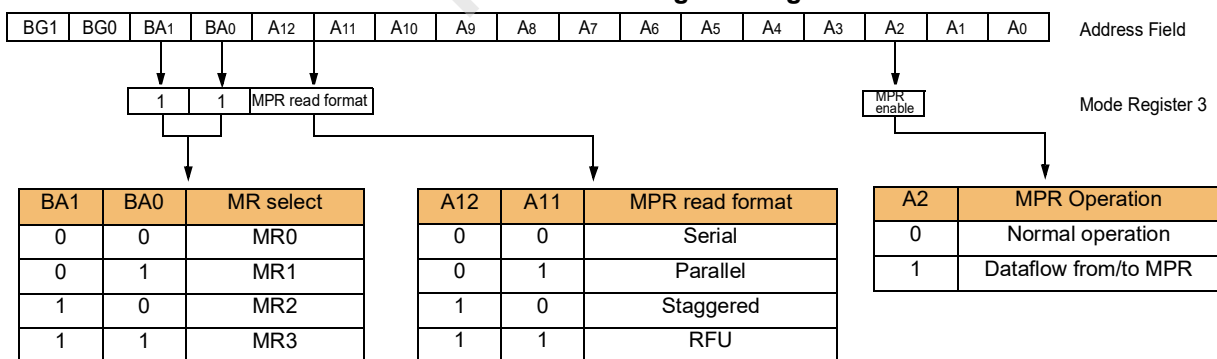 BG1 BG0 BA1 BA0 A12 A11 A10 A9 A8 A7 A6 A5 A4 A3 A2 A1 A0 Address Field
1 1 MPR read format MPR enable Mode Register 3
BA1 BA0 MR select
0 0 MR0
0 1 MR1
1 0 MR2
1 1 MR3
A12 A11 MPR read format
0 0 Serial
0 1 Parallel
1 0 Staggered
1 1 RFU
A2 MPR Operation
0 Normal operation
1 Dataflow from/to MPR